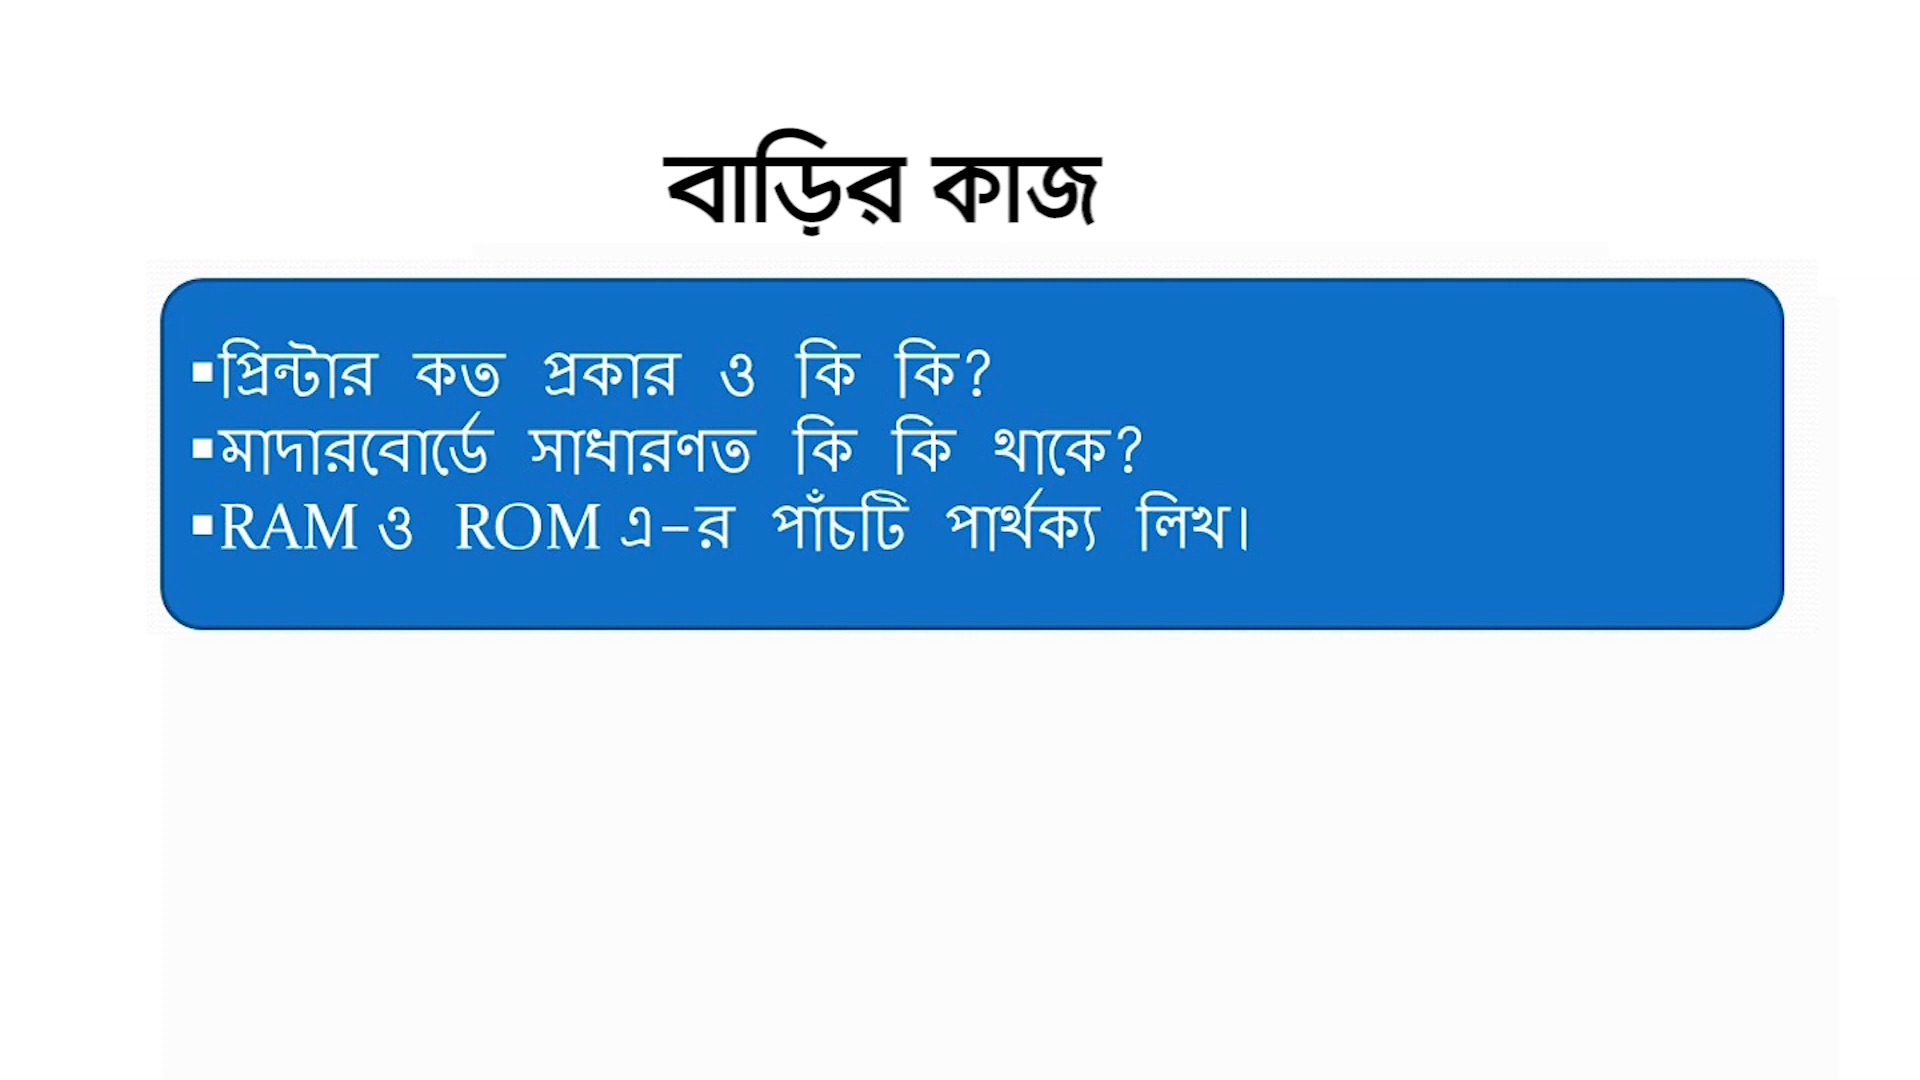 বাড়ির কাজ
▪প্রিন্টার কত প্রকার ও কি কি?
▪মাদারবোর্ডে সাধারণত কি কি থাকে?
▪RAM ও ROM এ-র পাঁচটি পার্থক্য লিখ।